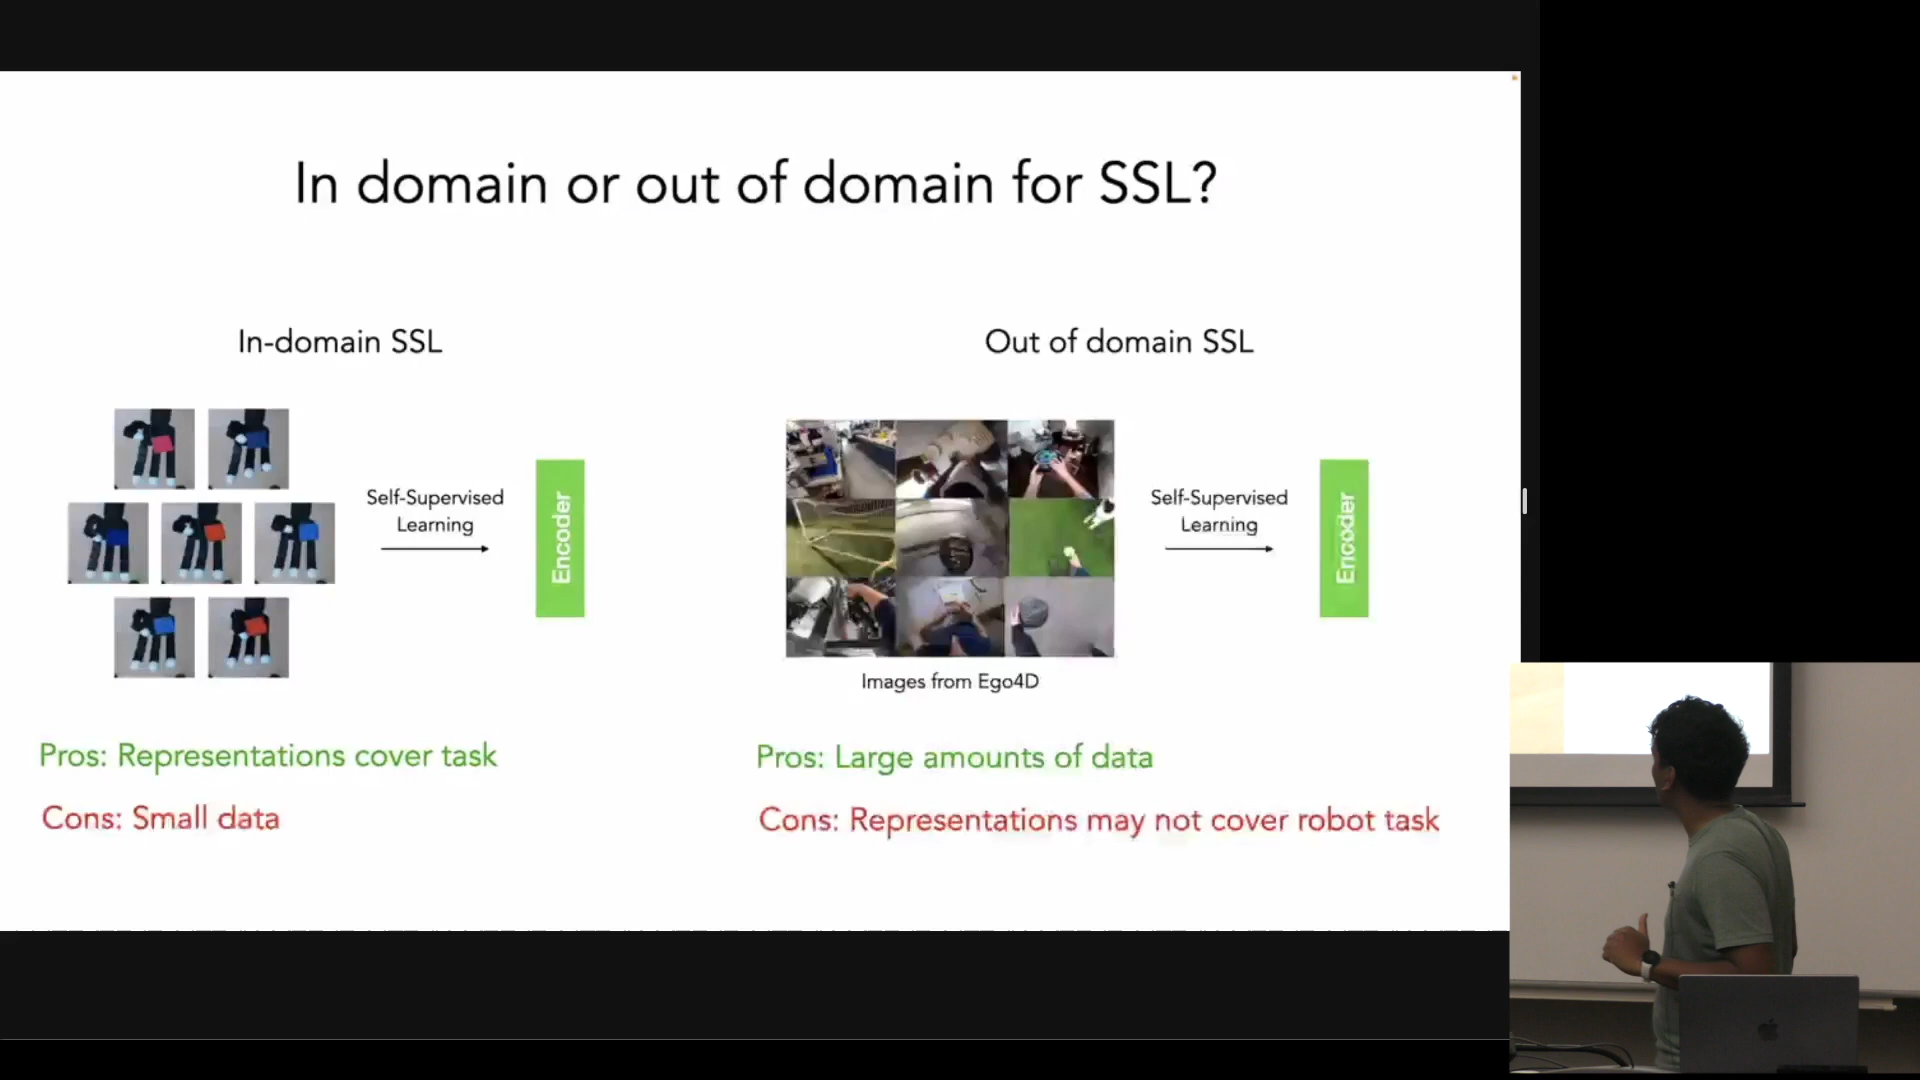 In domain or out of domain for SSL?
In-domain SSL
Self-Supervised
Learning
Encoder
Pros: Representations cover task
Cons: Small data
Out of domain SSL
Images from Ego4D
Self-Supervised
Learning
Encoder
Pros: Large amounts of data
Cons: Representations may not cover robot task